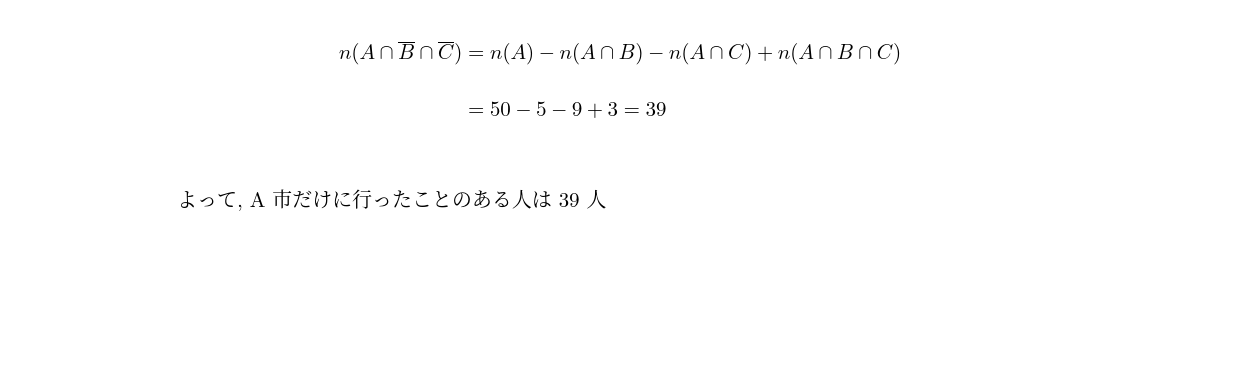 n(A ∩ B̅ ∩ C̅) = n(A) − n(A ∩ B) − n(A ∩ C) + n(A ∩ B ∩ C)
= 50 − 5 − 9 + 3 = 39
よって, A 市だけに行ったことのある人は 39 人